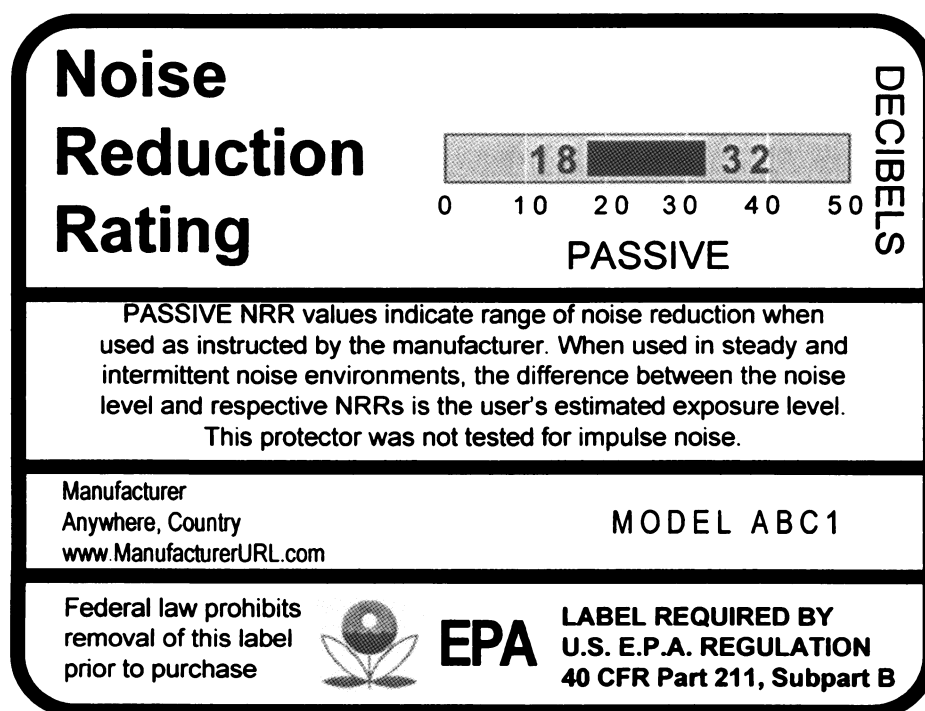 Noise
Reduction
Rating
18 32
0 10 20 30 40 50
PASSIVE
DECIBELS
PASSIVE NRR values indicate range of noise reduction when
used as instructed by the manufacturer. When used in steady and
intermittent noise environments, the difference between the noise
level and respective NRRs is the user's estimated exposure level.
This protector was not tested for impulse noise.
Manufacturer
Anywhere, Country
www.ManufacturerURL.com
MODEL ABC1
Federal law prohibits
removal of this label
prior to purchase
EPA
LABEL REQUIRED BY
U.S. E.P.A. REGULATION
40 CFR Part 211, Subpart B